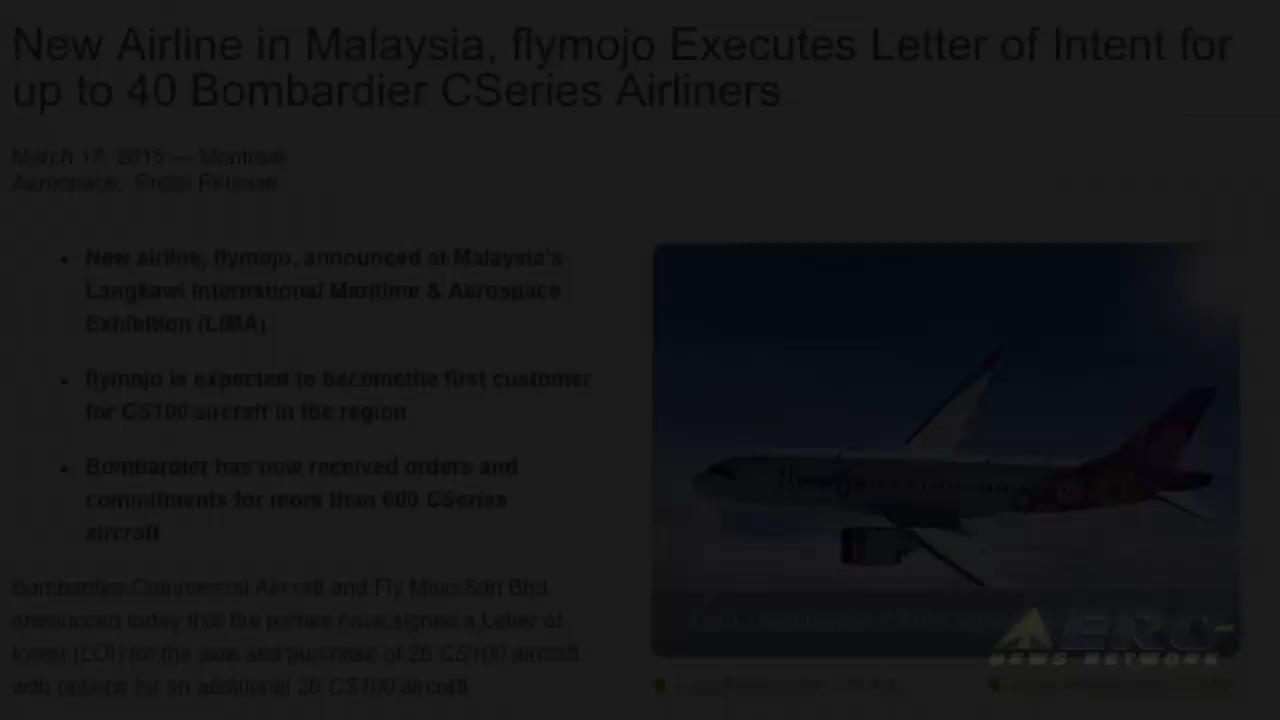 New Airline in Malaysia, flymojo Executes Letter of Intent for
up to 40 Bombardier CSeries Airliners
March 17, 2015 — Montréal
Aerospace, Press Release
• New airline, flymojo, announced at Malaysia's
Langkawi International Maritime & Aerospace
Exhibition (LIMA)
• flymojo is expected to becomethe first customer
for CS100 aircraft in the region
• Bombardier has now received orders and
commitments for more than 600 CSeries
aircraft
Bombardier Commercial Aircraft and Fly Mojo Sdn Bhd
announced today that the parties have signed a Letter of
Intent (LOI) for the sale and purchase of 20 CS100 aircraft
with options for an additional 20 CS100 aircraft
flymojo
AERO
NEWS NETWORK